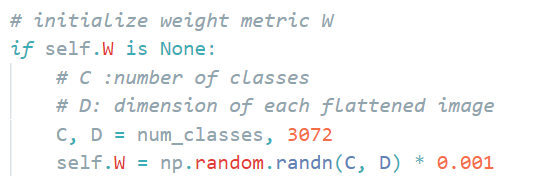 # initialize weight metric W
if self.W is None:
# C :number of classes
# D: dimension of each flattened image
C, D = num_classes, 3072
self.W = np.random.randn(C, D) * 0.001